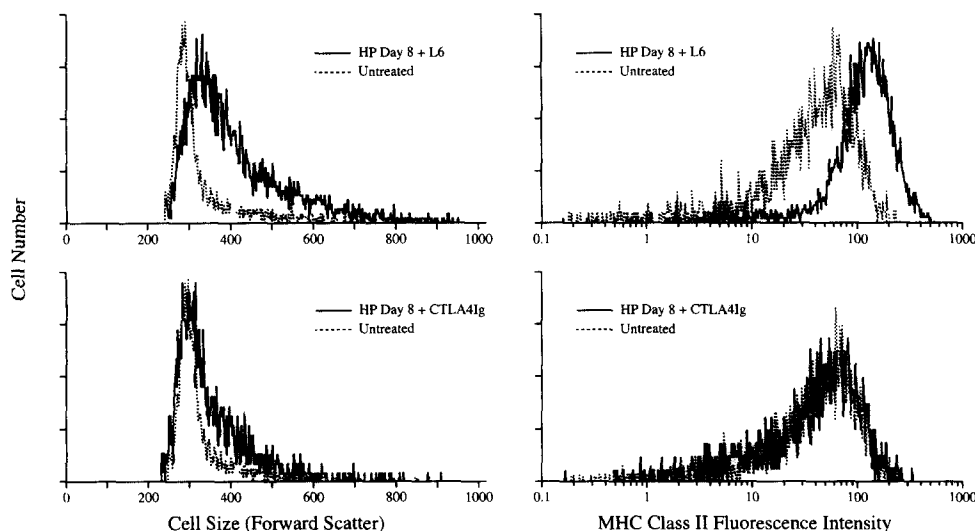 HP Day 8 + L6
Untreated
0 200 400 600 800 1000
HP Day 8 + L6
Untreated
0.1 1 10 100 1000
Cell Number
HP Day 8 + CTLA4Ig
Untreated
0 200 400 600 800 1000
Cell Size (Forward Scatter)
HP Day 8 + CTLA4Ig
Untreated
0.1 1 10 100 1000
MHC Class II Fluorescence Intensity